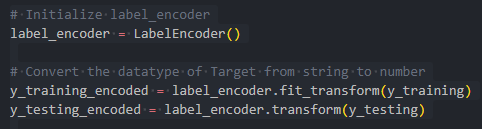 # Initialize label_encoder
label_encoder = LabelEncoder()
# Convert the datatype of Target from string to number
y_training_encoded = label_encoder.fit_transform(y_training)
y_testing_encoded = label_encoder.transform(y_testing)